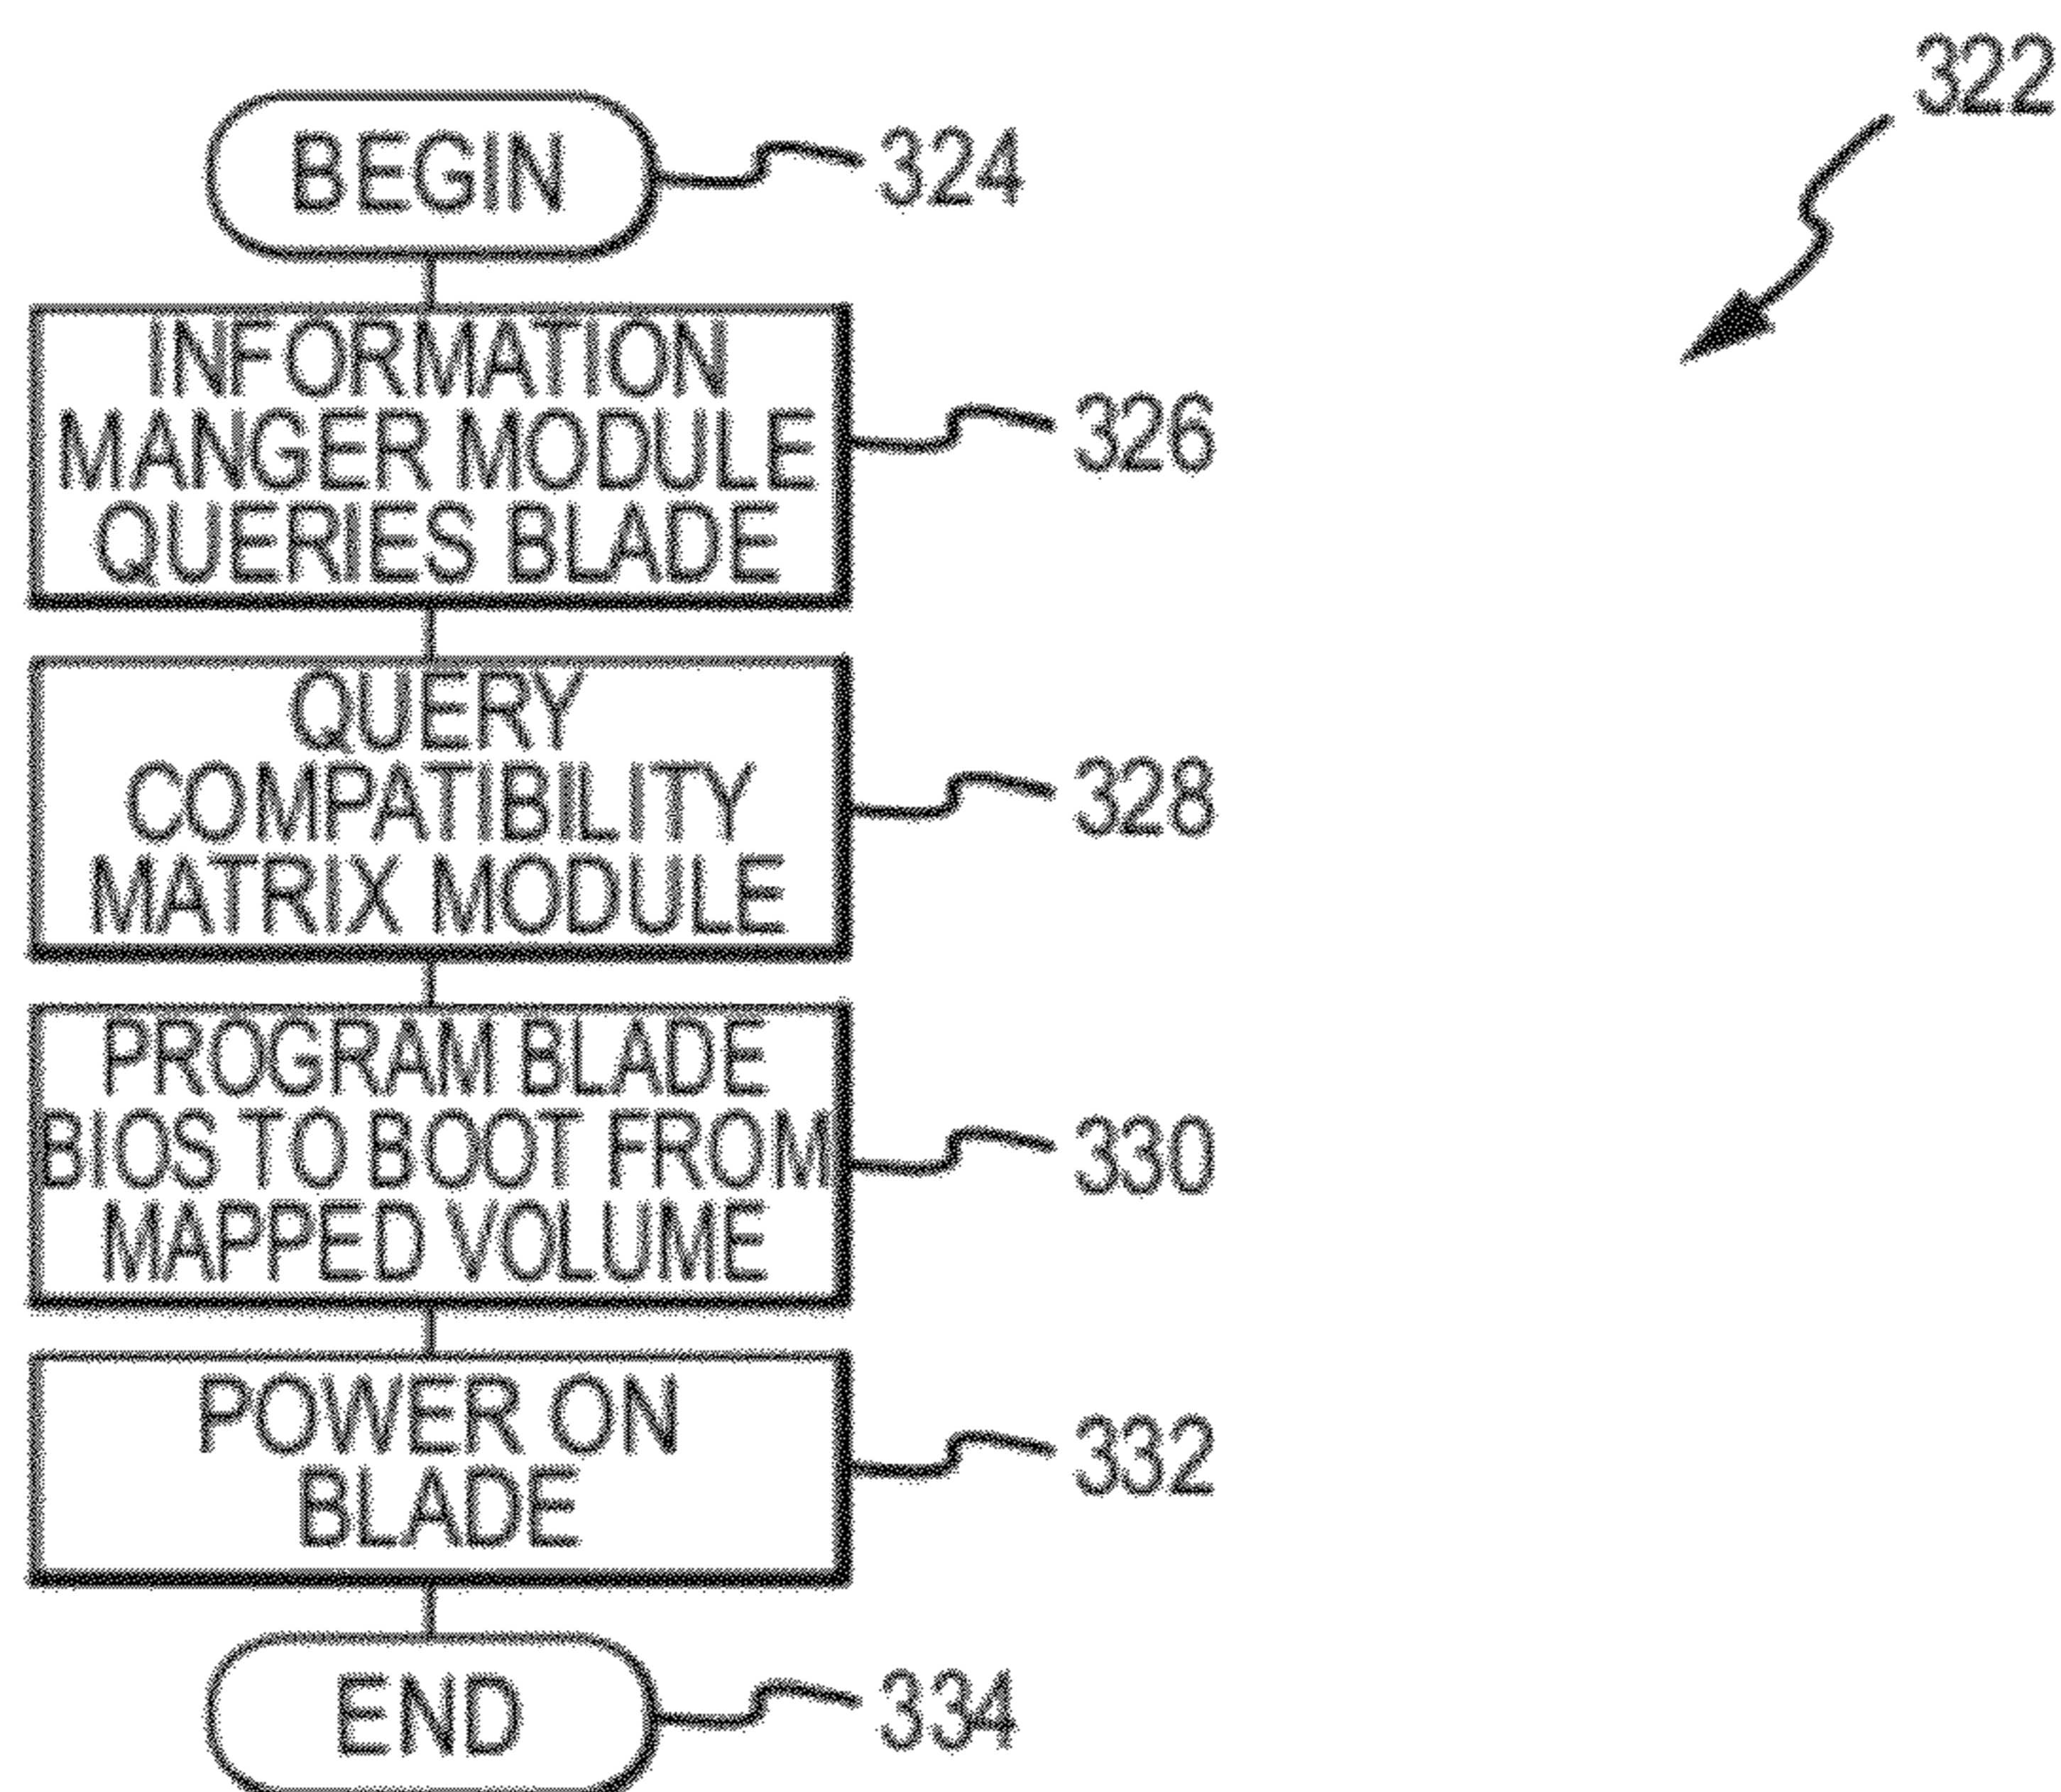 322
BEGIN
324
INFORMATION
MANGER MODULE
QUERIES BLADE
326
QUERY
COMPATIBILITY
MATRIX MODULE
328
PROGRAM BLADE
BIOS TO BOOT FROM
MAPPED VOLUME
330
POWER ON
BLADE
332
END
334